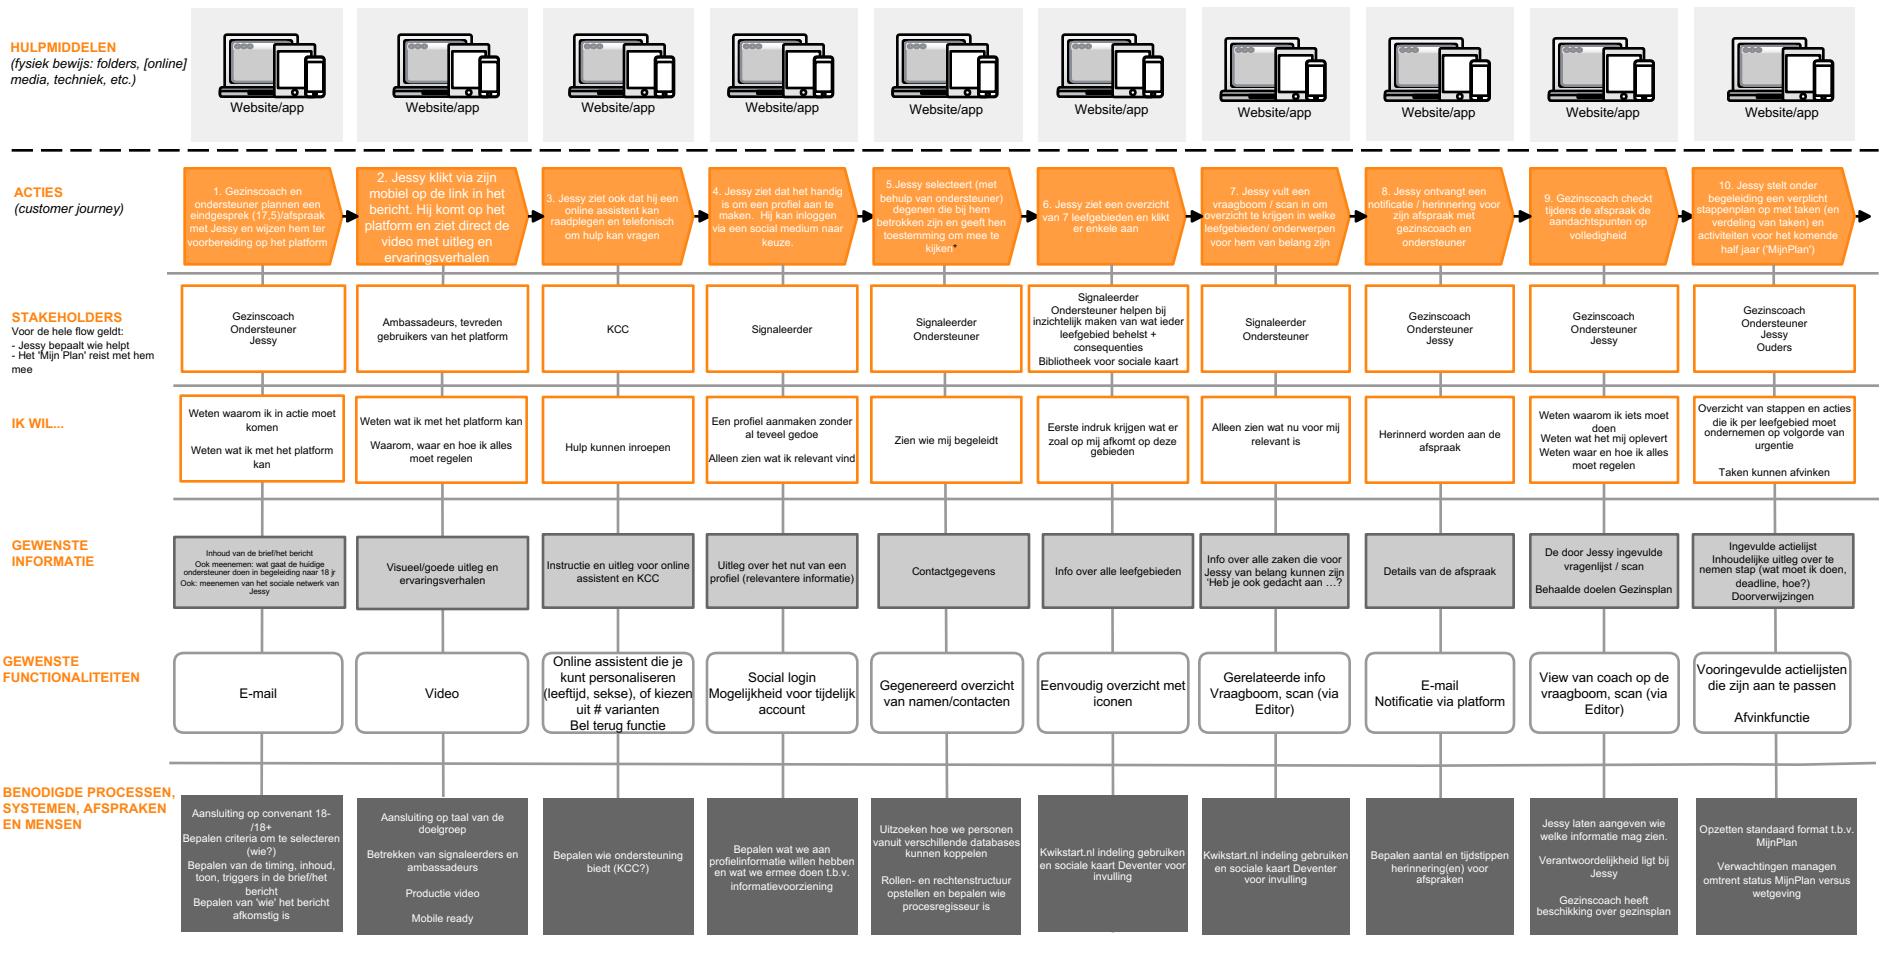 HULPMIDDELEN
(fysiek bewijs: folders, [online]
media, techniek, etc.)
Website/app
Website/app
Website/app
Website/app
Website/app
Website/app
Website/app
Website/app
Website/app
Website/app
ACTIES
(customer journey)
1. Gezinscoach en
ondersteuner plannen een
eindgesprek (17,5)/afspraak
met Jessy en wijzen hem ter
voorbereiding op het platform
2. Jessy klikt via zijn
mobiel op de link in het
bericht. Hij komt op het
platform en ziet direct de
video met uitleg en
ervaringsverhalen
3. Jessy ziet ook dat hij een
online assistent kan
raadplegen en telefonisch
om hulp kan vragen
4. Jessy ziet dat het handig
is om een profiel aan te
maken. Hij kan inloggen
via een social medium naar
keuze.
5.Jessy selecteert (met
behulp van ondersteuner)
degenen die bij hem
betrokken zijn en geeft hen
toestemming om mee te
kijken*
6. Jessy ziet een overzicht
van 7 leefgebieden en klikt
er enkele aan
7. Jessy vult een
vraagboom / scan in om
overzicht te krijgen in welke
leefgebieden/ onderwerpen
voor hem van belang zijn
8. Jessy ontvangt een
notificatie / herinnering voor
zijn afspraak met
gezinscoach en
ondersteuner
9. Gezinscoach checkt
tijdens de afspraak de
aandachtspunten op
volledigheid
10. Jessy stelt onder
begeleiding een verplicht
stappenplan op met taken (en
verdeling van taken) en
activiteiten voor het komende
half jaar ('MijnPlan')
STAKEHOLDERS
Voor de hele flow geldt:
- Jessy bepaalt wie helpt
- Het 'Mijn Plan' reist met hem
mee
Gezinscoach
Ondersteuner
Jessy
Ambassadeurs, tevreden
gebruikers van het platform
KCC
Signaleerder
Signaleerder
Ondersteuner
Signaleerder
Ondersteuner helpen bij
inzichtelijk maken van wat ieder
leefgebied behelst +
consequenties
Bibliotheek voor sociale kaart
Signaleerder
Ondersteuner
Gezinscoach
Ondersteuner
Jessy
Gezinscoach
Ondersteuner
Jessy
Gezinscoach
Ondersteuner
Jessy
Ouders
IK WIL...
Weten waarom ik in actie moet
komen
Weten wat ik met het platform
kan
Weten wat ik met het platform kan
Waarom, waar en hoe ik alles
moet regelen
Hulp kunnen inroepen
Een profiel aanmaken zonder
al teveel gedoe
Alleen zien wat ik relevant vind
Zien wie mij begeleidt
Eerste indruk krijgen wat er
zoal op mij afkomt op deze
gebieden
Alleen zien wat nu voor mij
relevant is
Herinnerd worden aan de
afspraak
Weten waarom ik iets moet
doen
Weten wat het mij oplevert
Weten waar en hoe ik alles
moet regelen
Overzicht van stappen en acties
die ik per leefgebied moet
ondernemen op volgorde van
urgentie
Taken kunnen afvinken
GEWENSTE
INFORMATIE
Inhoud van de brief/het bericht
Ook meenemen: wat gaat de huidige
ondersteuner doen in begeleiding naar 18 jr
Ook: meenemen van het sociale netwerk van
Jessy
Visueel/goede uitleg en
ervaringsverhalen
Instructie en uitleg voor online
assistent en KCC
Uitleg over het nut van een
profiel (relevantere informatie)
Contactgegevens
Info over alle leefgebieden
Info over alle zaken die voor
Jessy van belang kunnen zijn
'Heb je ook gedacht aan …?
Details van de afspraak
De door Jessy ingevulde
vragenlijst / scan
Behaalde doelen Gezinsplan
Ingevulde actielijst
Inhoudelijke uitleg over te
nemen stap (wat moet ik doen,
deadline, hoe?)
Doorverwijzingen
GEWENSTE
FUNCTIONALITEITEN
E-mail
Video
Online assistent die je
kunt personaliseren
(leeftijd, sekse), of kiezen
uit # varianten
Bel terug functie
Social login
Mogelijkheid voor tijdelijk
account
Gegenereerd overzicht
van namen/contacten
Eenvoudig overzicht met
iconen
Gerelateerde info
Vraagboom, scan (via
Editor)
E-mail
Notificatie via platform
View van coach op de
vraagboom, scan (via
Editor)
Vooringevulde actielijsten
die zijn aan te passen
Afvinkfunctie
BENODIGDE PROCESSEN,
SYSTEMEN, AFSPRAKEN
EN MENSEN
Aansluiting op convenant 18-
/18+
Bepalen criteria om te selecteren
(wie?)
Bepalen van de timing, inhoud,
toon, triggers in de brief/het
bericht
Bepalen van 'wie' het bericht
afkomstig is
Aansluiting op taal van de
doelgroep
Betrekken van signaleerders en
ambassadeurs
Productie video
Mobile ready
Bepalen wie ondersteuning
biedt (KCC?)
Bepalen wat we aan
profielinformatie willen hebben
en wat we ermee doen t.b.v.
informatievoorziening
Uitzoeken hoe we personen
vanuit verschillende databases
kunnen koppelen
Rollen- en rechtenstructuur
opstellen en bepalen wie
procesregisseur is
Kwikstart.nl indeling gebruiken
en sociale kaart Deventer voor
invulling
Kwikstart.nl indeling gebruiken
en sociale kaart Deventer
voor invulling
Bepalen aantal en tijdstippen
herinnering(en) voor
afspraken
Jessy laten aangeven wie
welke informatie mag zien.
Verantwoordelijkheid ligt bij
Jessy
Gezinscoach heeft
beschikking over gezinsplan
Opzetten standaard format t.b.v.
MijnPlan
Verwachtingen managen
omtrent status MijnPlan versus
wetgeving